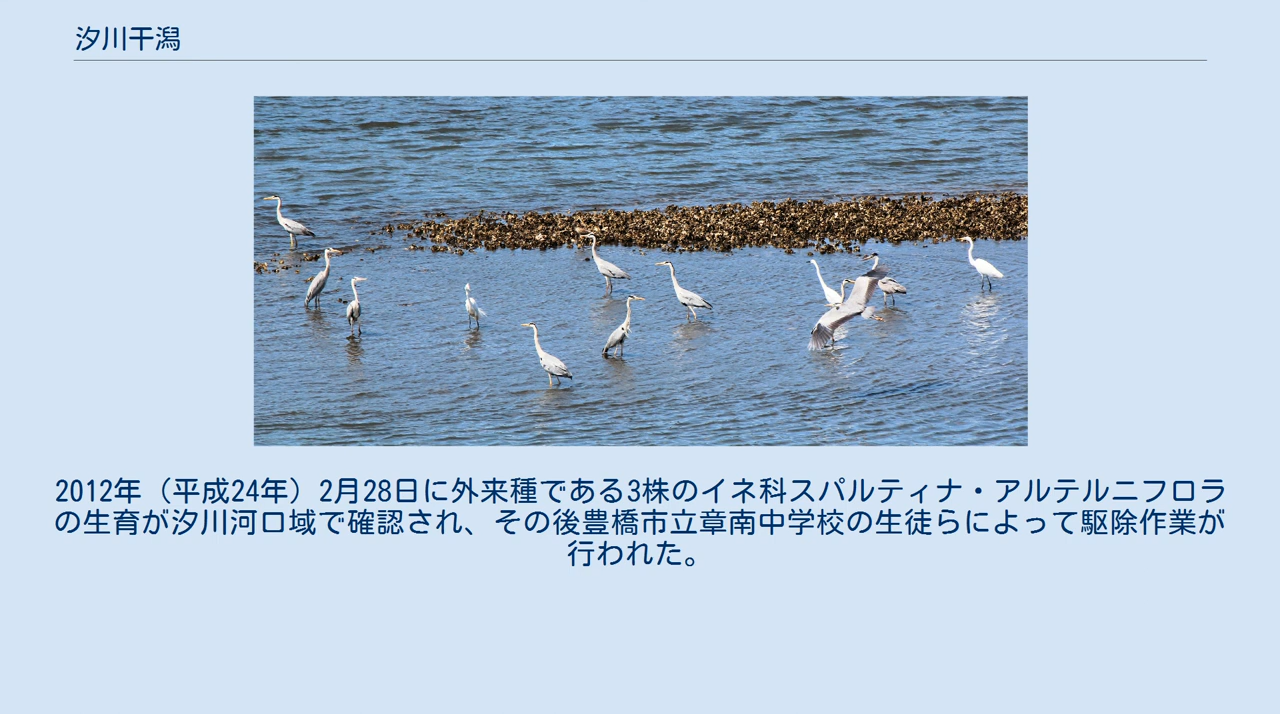 汐川干潟
2012年（平成24年）2月28日に外来種である3株のイネ科スパルティナ・アルテルニフロラ
の生育が汐川河口域で確認され、その後豊橋市立章南中学校の生徒らによって駆除作業が
行われた。